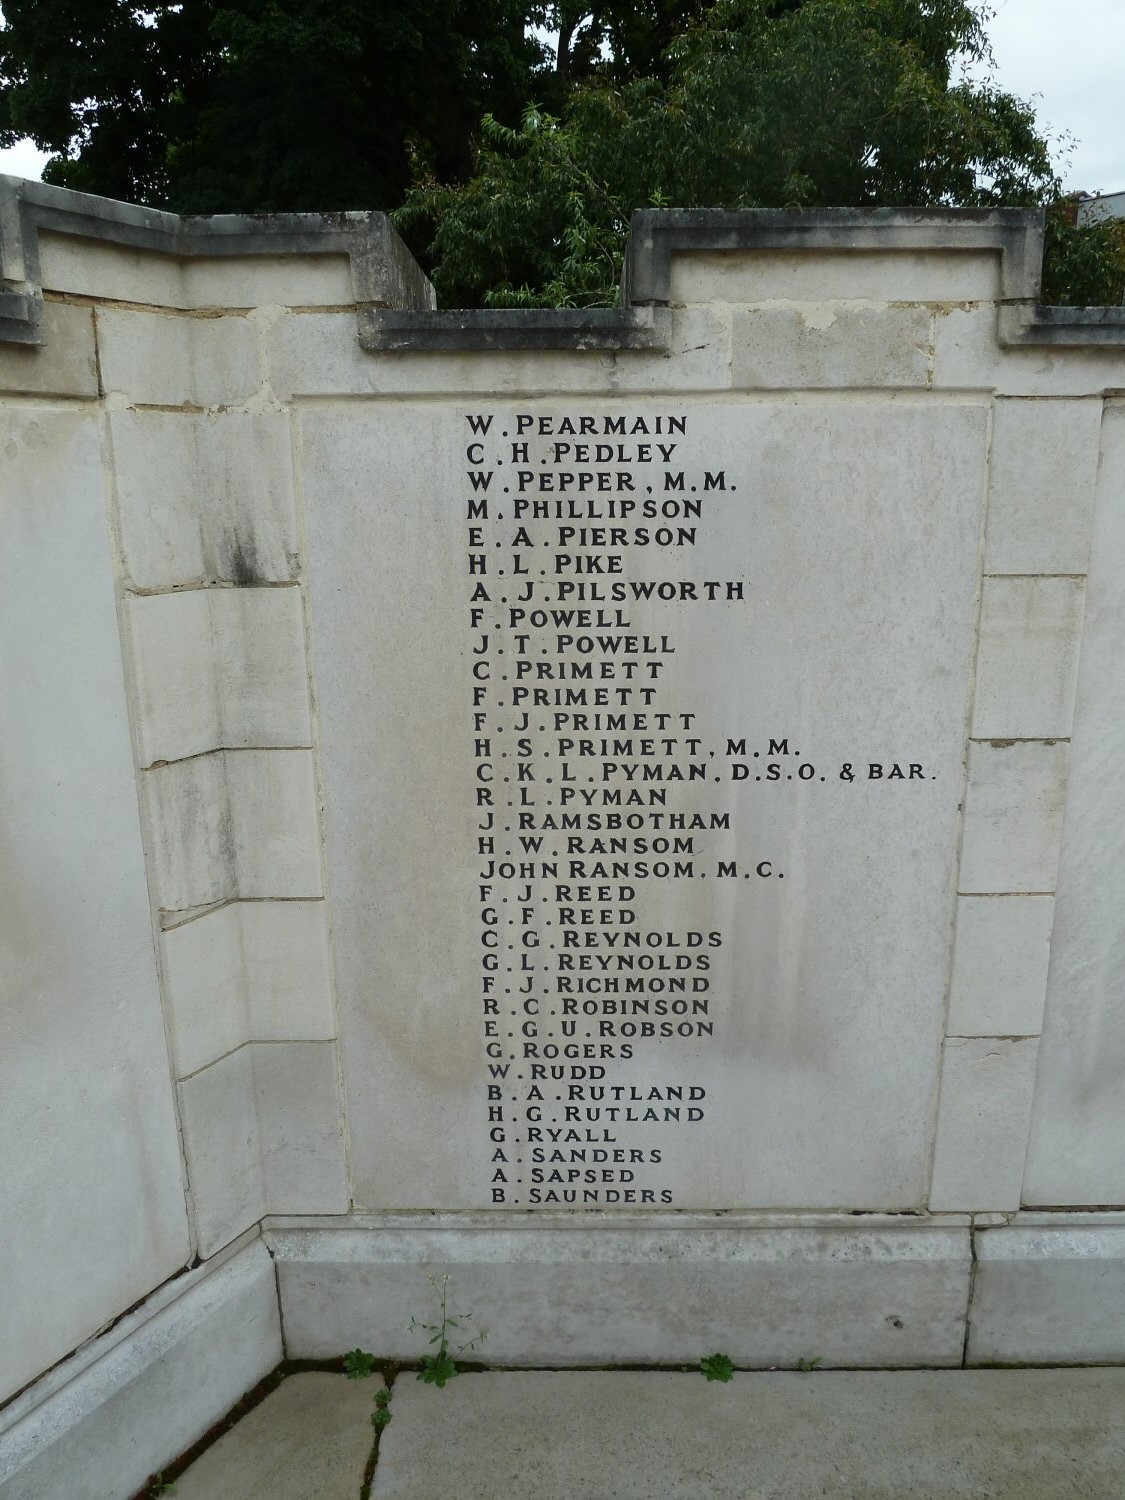 W. PEARMAIN
C. H. PEDLEY
W. PEPPER, M.M.
M. PHILLIPSON
E. A. PIERSON
H. L. PIKE
A. J. PILSWORTH
F. POWELL
J. T. POWELL
C. PRIMETT
F. PRIMETT
F. J. PRIMETT
H. S. PRIMETT, M.M.
C. K. L. PYMAN, D.S.O. & BAR.
R. L. PYMAN
J. RAMSBOTHAM
H. W. RANSOM
JOHN RANSOM, M.C.
F. J. REED
G. F. REED
C. G. REYNOLDS
G. L. REYNOLDS
F. J. RICHMOND
R. C. ROBINSON
E. G. U. ROBSON
G. ROGERS
W. RUDD
B. A. RUTLAND
H. G. RUTLAND
G. RYALL
A. SANDERS
A. SAPSED
B. SAUNDERS